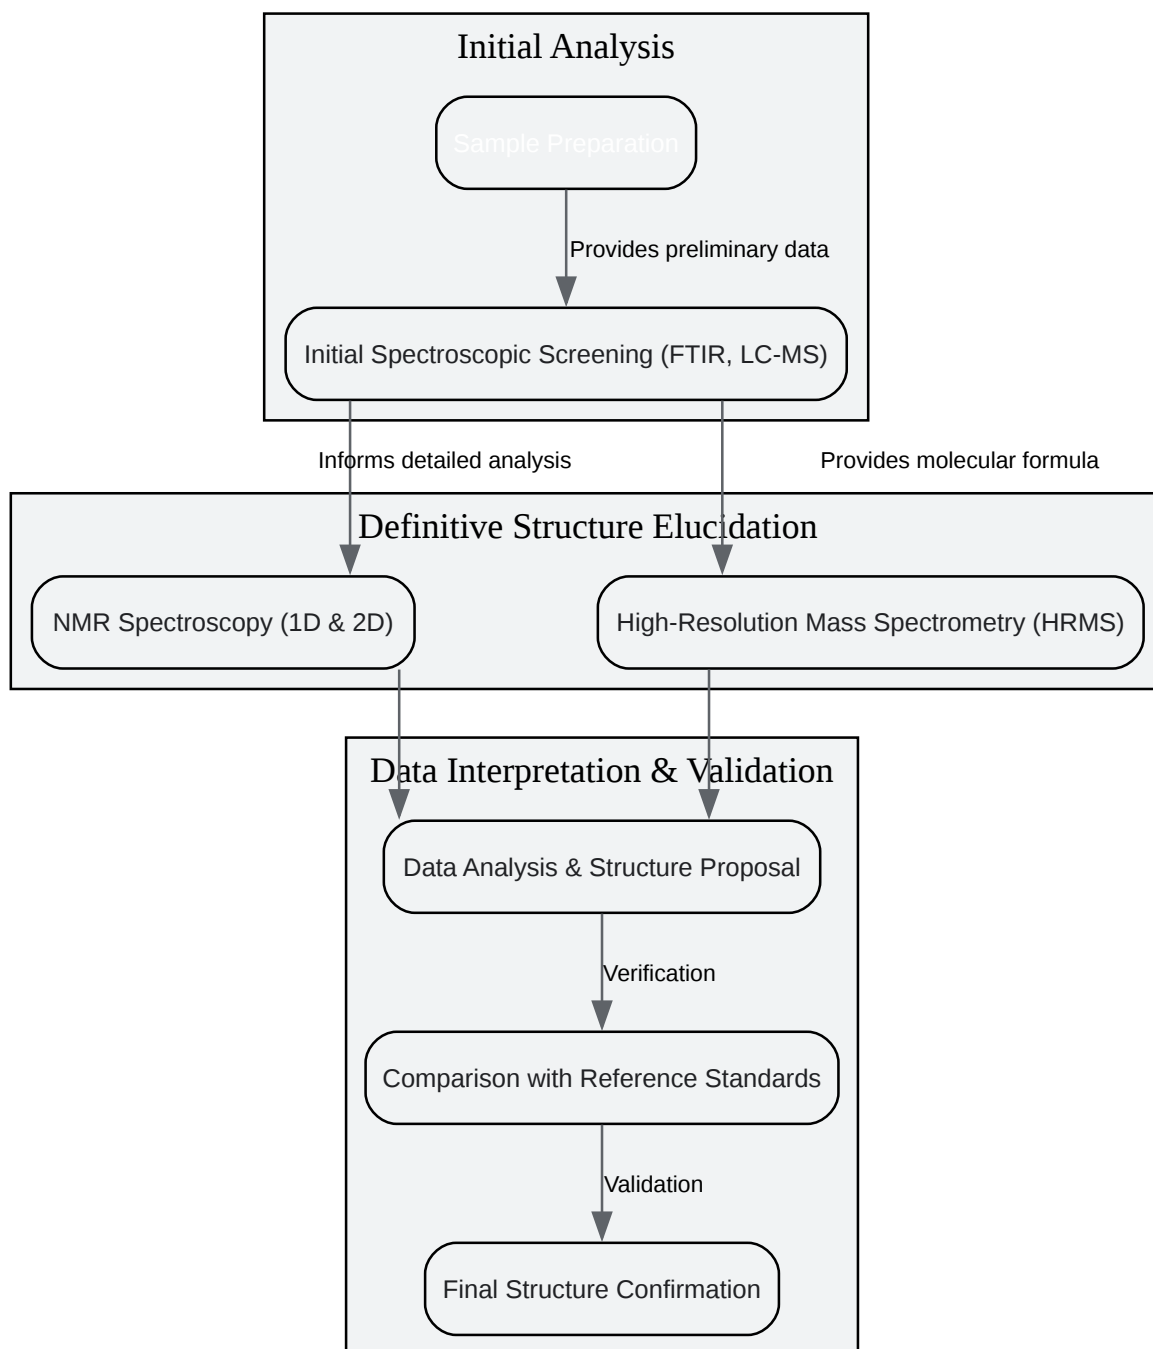 Initial Analysis
Sample Preparation
Provides preliminary data
Initial Spectroscopic Screening (FTIR, LC-MS)
Informs detailed analysis
Provides molecular formula
Definitive Structure Elucidation
NMR Spectroscopy (1D & 2D)
High-Resolution Mass Spectrometry (HRMS)
Data Interpretation & Validation
Data Analysis & Structure Proposal
Verification
Comparison with Reference Standards
Validation
Final Structure Confirmation